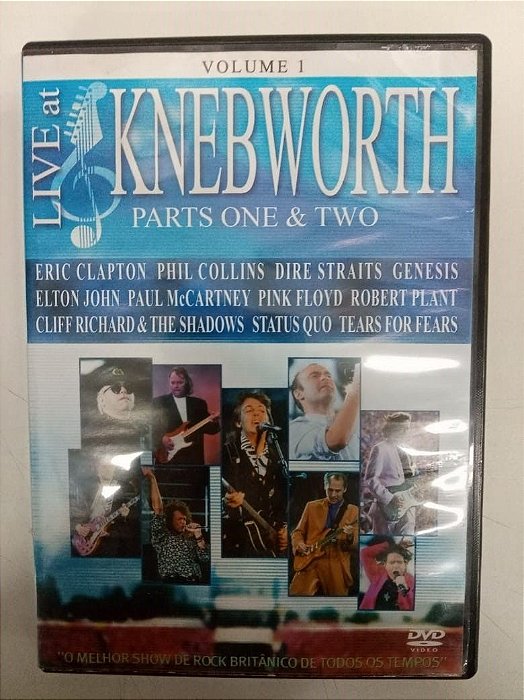 VOLUME 1
LIVE at
KNEBWORTH
PARTS ONE & TWO
ERIC CLAPTON PHIL COLLINS DIRE STRAITS GENESIS
ELTON JOHN PAUL McCARTNEY PINK FLOYD ROBERT PLANT
CLIFF RICHARD & THE SHADOWS STATUS QUO TEARS FOR FEARS
DVD
VIDEO
"O MELHOR SHOW DE ROCK BRITÂNICO DE TODOS OS TEMPOS"